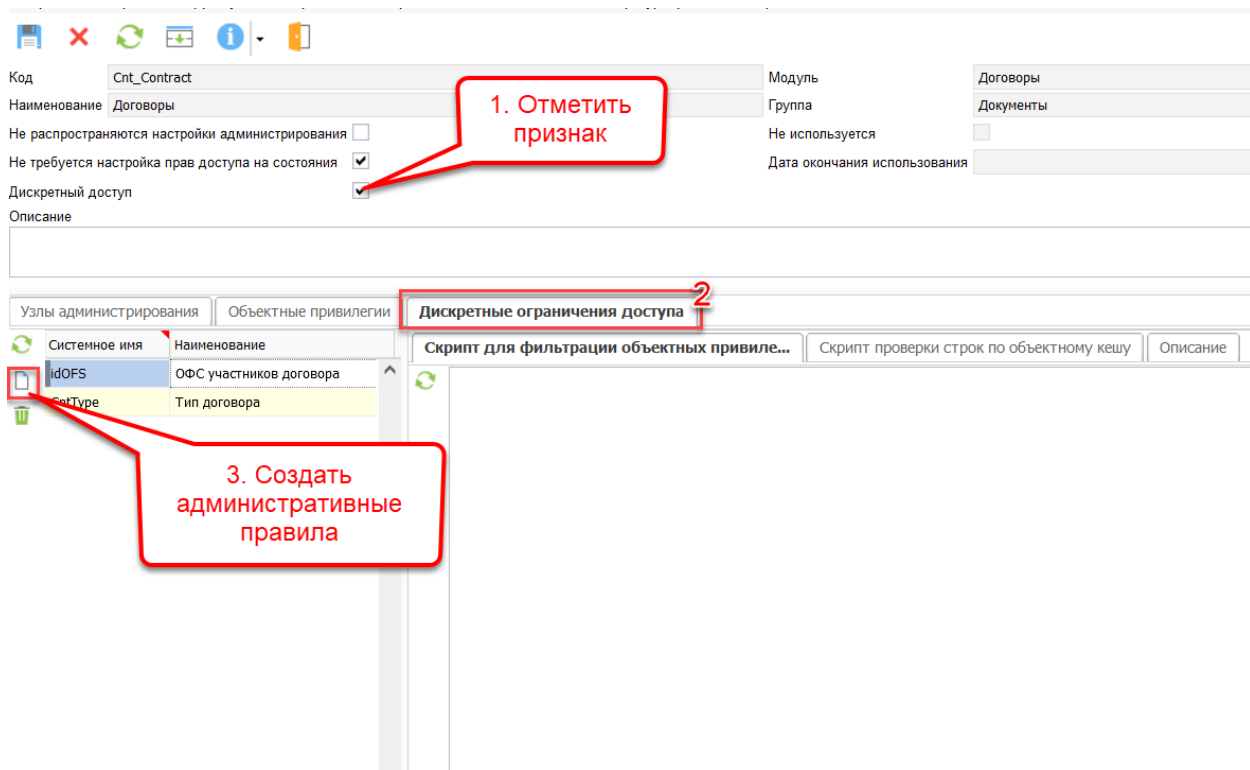 Код Cnt_Contract Модуль Договоры
Наименование Договоры Группа Документы
1. Отметить
признак
Не распространяются настройки администрирования Не используется
Не требуется настройка прав доступа на состояния Дата окончания использования
Дискретный доступ
Описание
2
Узлы администрирования Объектные привилегии Дискретные ограничения доступа
Системное имя Наименование Скрипт для фильтрации объектных привиле... Скрипт проверки строк по объектному кешу Описание
idOFS ОФС участников договора
CntType Тип договора
3. Создать
административные
правила